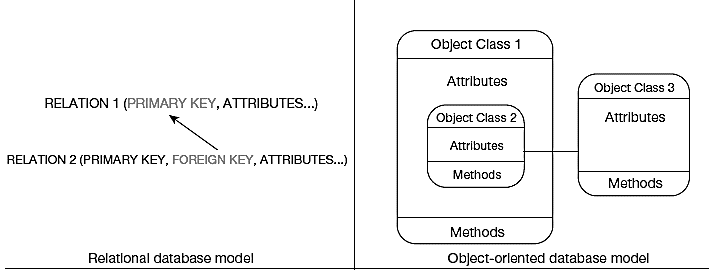 RELATION 1 (PRIMARY KEY, ATTRIBUTES...)
RELATION 2 (PRIMARY KEY, FOREIGN KEY, ATTRIBUTES...)
Relational database model
Object Class 1
Attributes
Object Class 2
Attributes
Methods
Methods
Object Class 3
Attributes
Methods
Object-oriented database model